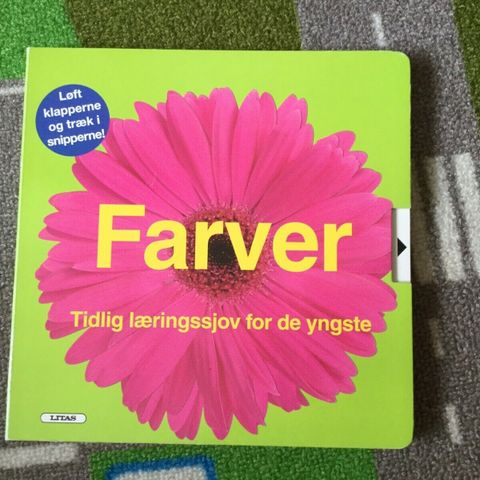 Løft
klapperne
og træk i
snipperne!
Farver
Tidlig læringssjov for de yngste
LITAS